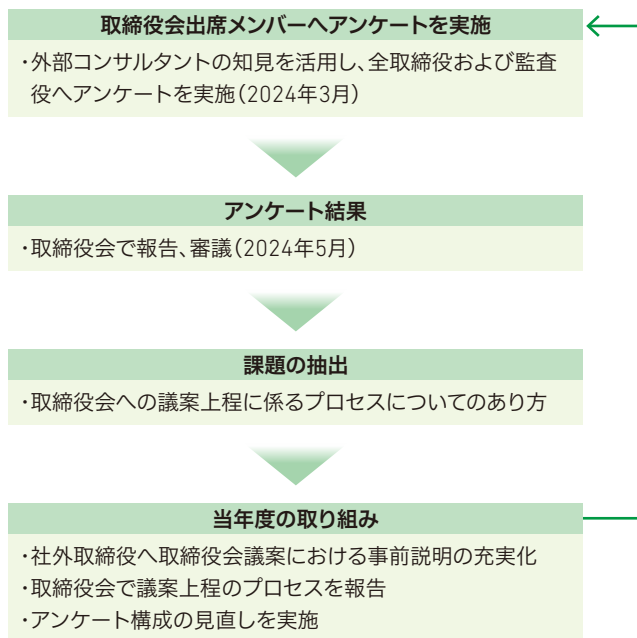 取締役会出席メンバーへアンケートを実施
・外部コンサルタントの知見を活用し、全取締役および監査
役へアンケートを実施（2024年3月）
アンケート結果
・取締役会で報告、審議（2024年5月）
課題の抽出
・取締役会への議案上程に係るプロセスについてのあり方
当年度の取り組み
・社外取締役へ取締役会議案における事前説明の充実化
・取締役会で議案上程のプロセスを報告
・アンケート構成の見直しを実施